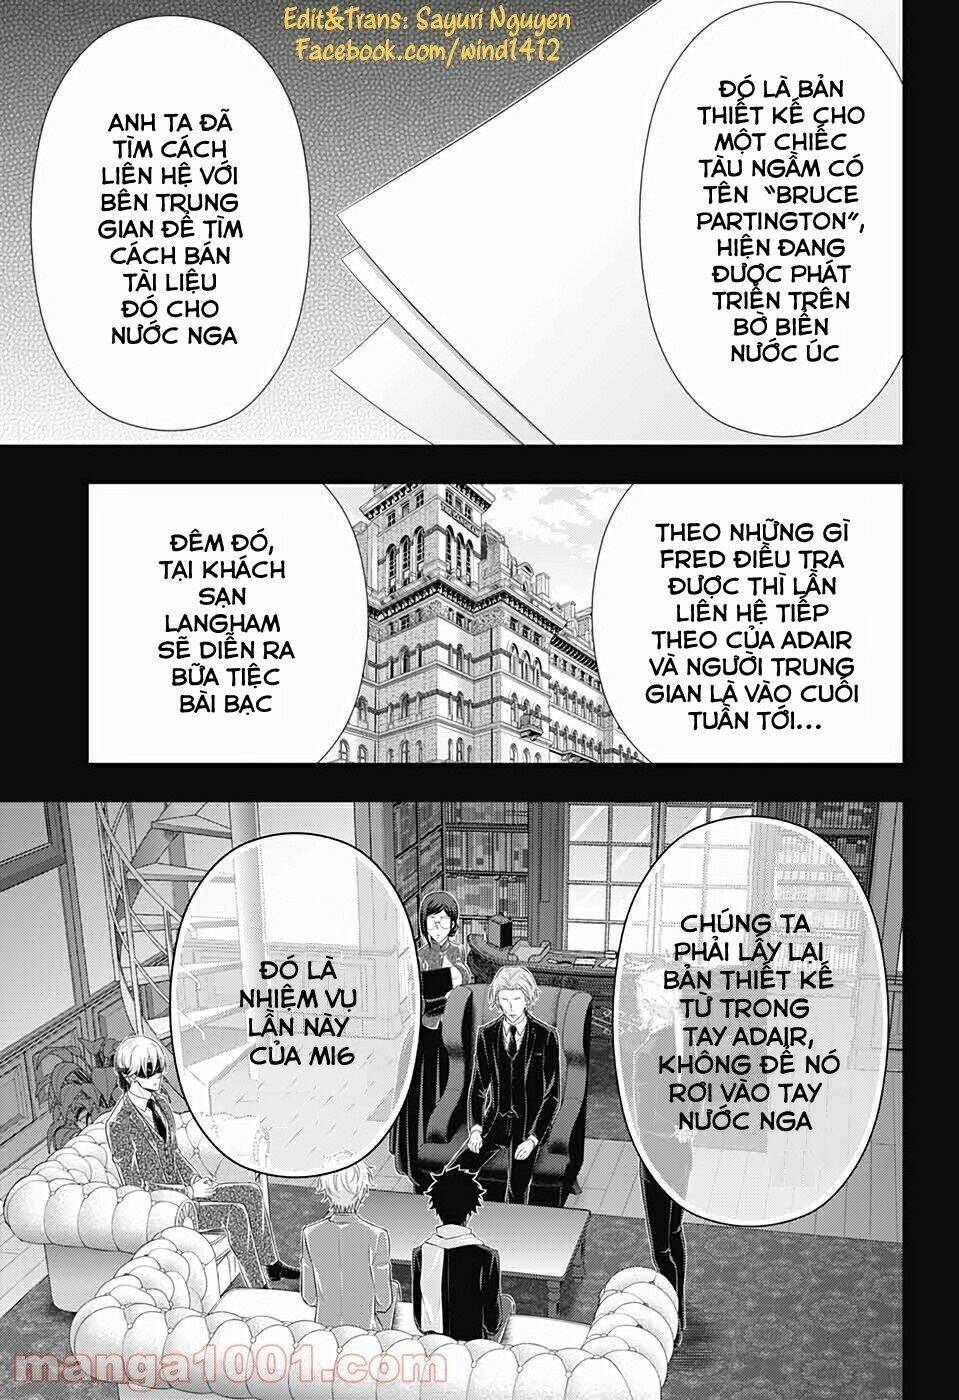 Edit&Trans: Sayuri Nguyen
Facebook.com/wind1412
ĐÓ LÀ BẢN
THIẾT KẾ CHO
MỘT CHIẾC
TÀU NGẦM CÓ
TÊN "BRUCE
PARTINGTON",
HIỆN ĐANG
ĐƯỢC PHÁT
TRIỂN TRÊN
BỜ BIỂN
NƯỚC ÚC
ANH TA ĐÃ
TÌM CÁCH
LIÊN HỆ VỚI
BÊN TRUNG
GIAN ĐỂ TÌM
CÁCH BÁN
TÀI LIỆU
ĐÓ CHO
NƯỚC NGA
THEO NHỮNG GÌ
FRED ĐIỀU TRA
ĐƯỢC THÌ LẦN
LIÊN HỆ TIẾP
THEO CỦA ADAIR
VÀ NGƯỜI TRUNG
GIAN LÀ VÀO CUỐI
TUẦN TỚI...
ĐÊM ĐÓ,
TẠI KHÁCH
SẠN
LANGHAM
SẼ DIỄN RA
BỮA TIỆC
BÀI BẠC
CHÚNG TA
PHẢI LẤY LẠI
BẢN THIẾT KẾ
TỪ TRONG
TAY ADAIR,
KHÔNG ĐỂ NÓ
RƠI VÀO TAY
NƯỚC NGA
ĐÓ LÀ
NHIỆM VỤ
LẦN NÀY
CỦA MI6
manga1001.com